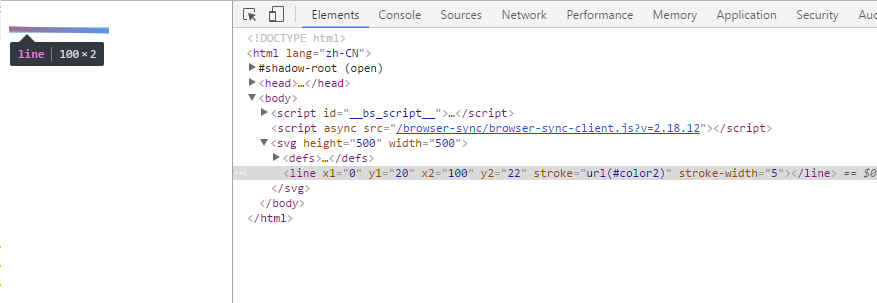 Elements Console Sources Network Timeline Profiles Application Security Au
line 100 × 2
<!DOCTYPE html>
<html lang="zh-CN">
▶#shadow-root (open)
▶<head>…</head>
▼<body>
▶<script id="__bs_script__">…</script>
<script async src="/browser-sync/browser-sync-client.js?v=2.18.12"></script>
▼<svg height="500" width="500">
▶<defs>…</defs>
<line x1="0" y1="20" x2="100" y2="22" stroke="url(#color2)" stroke-width="5"></line> == $0
</svg>
</body>
</html>